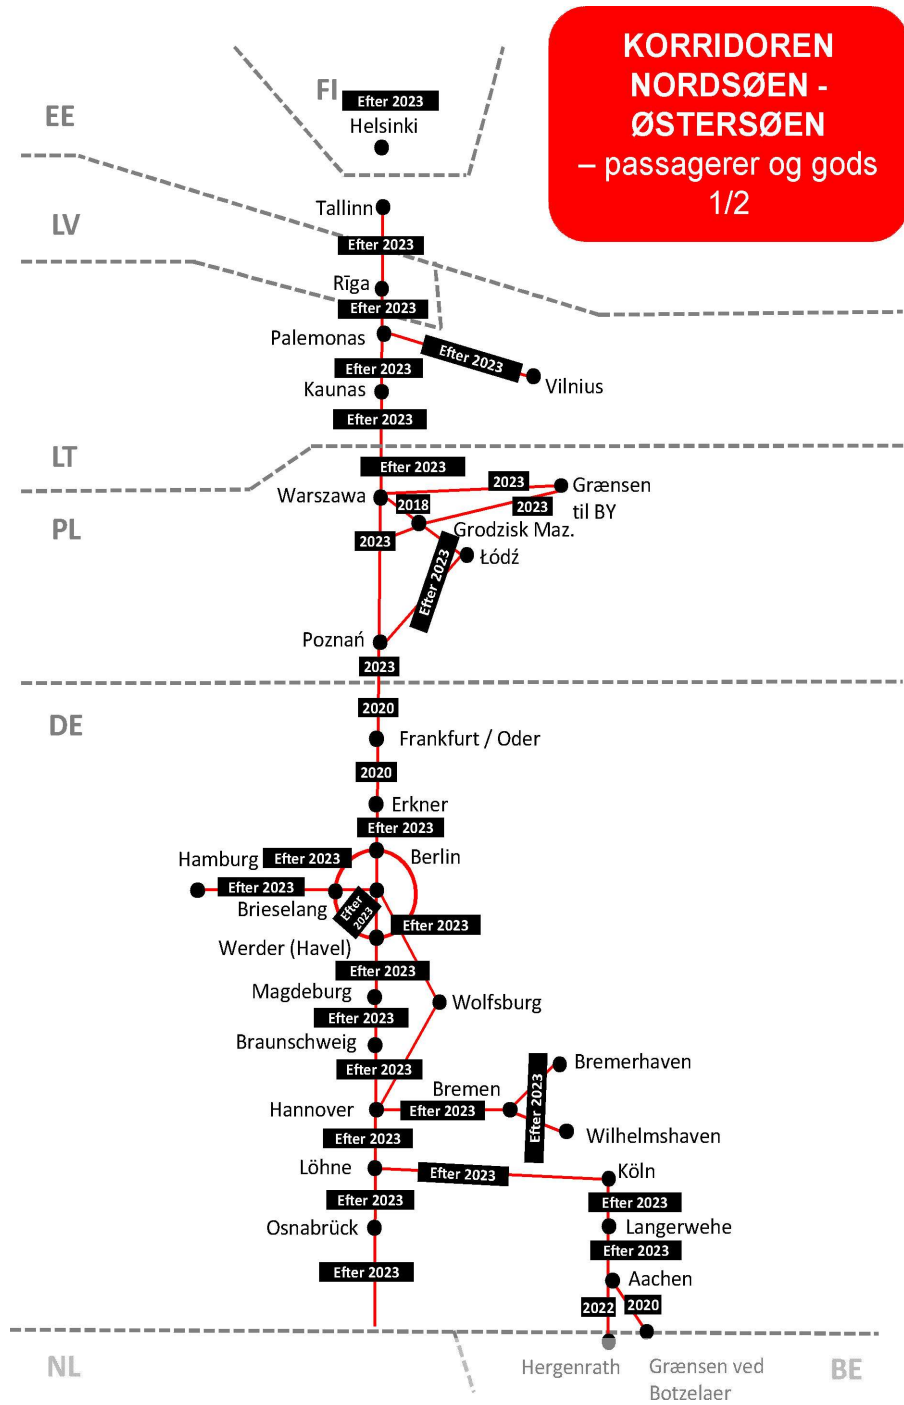 KORRIDOREN
NORDSØEN -
ØSTERSØEN
– passagerer og gods
1/2
FI
Efter 2023
EE
Helsinki
Tallinn
LV
Efter 2023
Rīga
Efter 2023
Palemonas
Efter 2023
Efter 2023
Kaunas
Vilnius
Efter 2023
LT
Efter 2023
Warszawa
2023
Grænsen
til BY
2018
2023
PL
Grodzisk Maz.
2023
Łódź
Efter 2023
Poznań
2023
DE
2020
Frankfurt / Oder
2020
Erkner
Efter 2023
Hamburg
Efter 2023
Berlin
Efter 2023
Brieselang
Efter
2023
Efter 2023
Werder (Havel)
Efter 2023
Magdeburg
Wolfsburg
Efter 2023
Braunschweig
Efter 2023
Bremerhaven
Bremen
Hannover
Efter 2023
Efter 2023
Efter 2023
Wilhelmshaven
Löhne
Efter 2023
Köln
Efter 2023
Efter 2023
Osnabrück
Langerwehe
Efter 2023
Efter 2023
Aachen
2022
2020
NL
Hergenrath
Grænsen ved
Botzelaer
BE